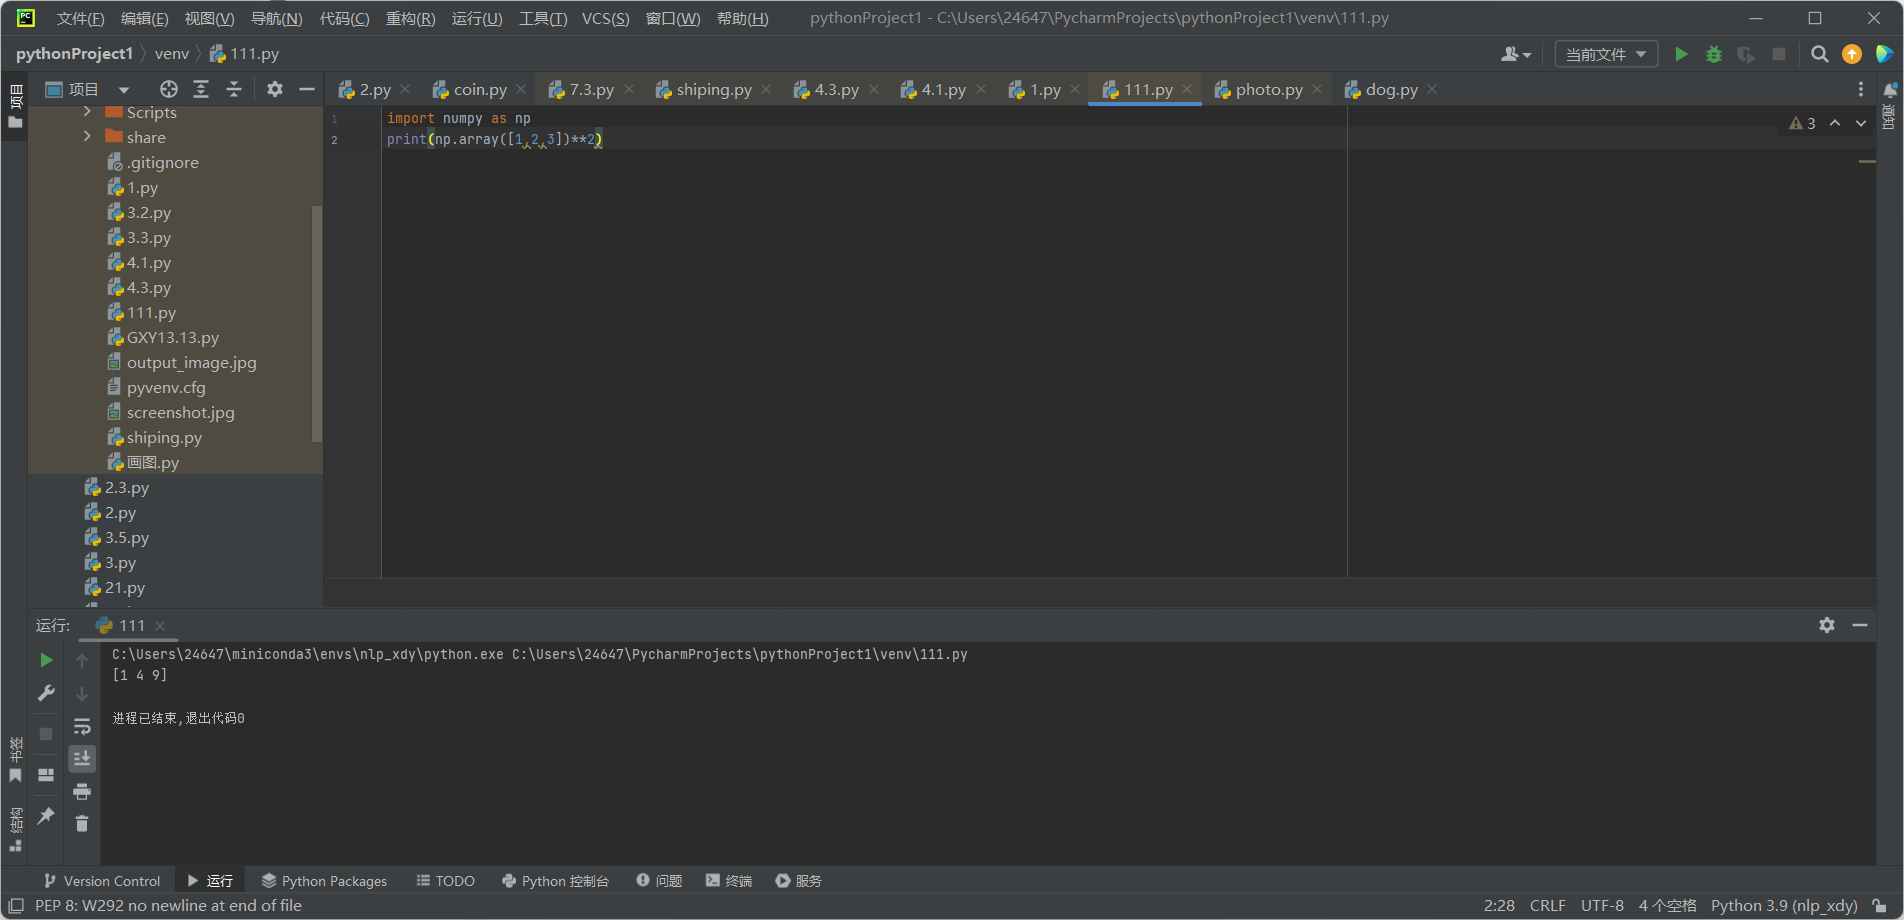 PC 文件(F) 编辑(E) 视图(V) 导航(N) 代码(C) 重构(R) 运行(U) 工具(T) VCS(S) 窗口(W) 帮助(H) pythonProject1 - C:\Users\24647\PycharmProjects\pythonProject1\venv\111.py
pythonProject1 venv 111.py 当前文件
项目
项目
2.py coin.py 7.3.py shiping.py 4.3.py 4.1.py 1.py 111.py photo.py dog.py
通知
Scripts
share
.gitignore
1.py
3.2.py
3.3.py
4.1.py
4.3.py
111.py
GXY13.13.py
output_image.jpg
pyvenv.cfg
screenshot.jpg
shiping.py
画图.py
2.3.py
2.py
3.5.py
3.py
21.py
1 import numpy as np
2 print(np.array([1,2,3])**2)
3
运行: 111
C:\Users\24647\miniconda3\envs\nlp_xdy\python.exe C:\Users\24647\PycharmProjects\pythonProject1\venv\111.py
[1 4 9]
进程已结束,退出代码0
书签
结构
Version Control 运行 Python Packages TODO Python 控制台 问题 终端 服务
PEP 8: W292 no newline at end of file 2:28 CRLF UTF-8 4 个空格 Python 3.9 (nlp_xdy)